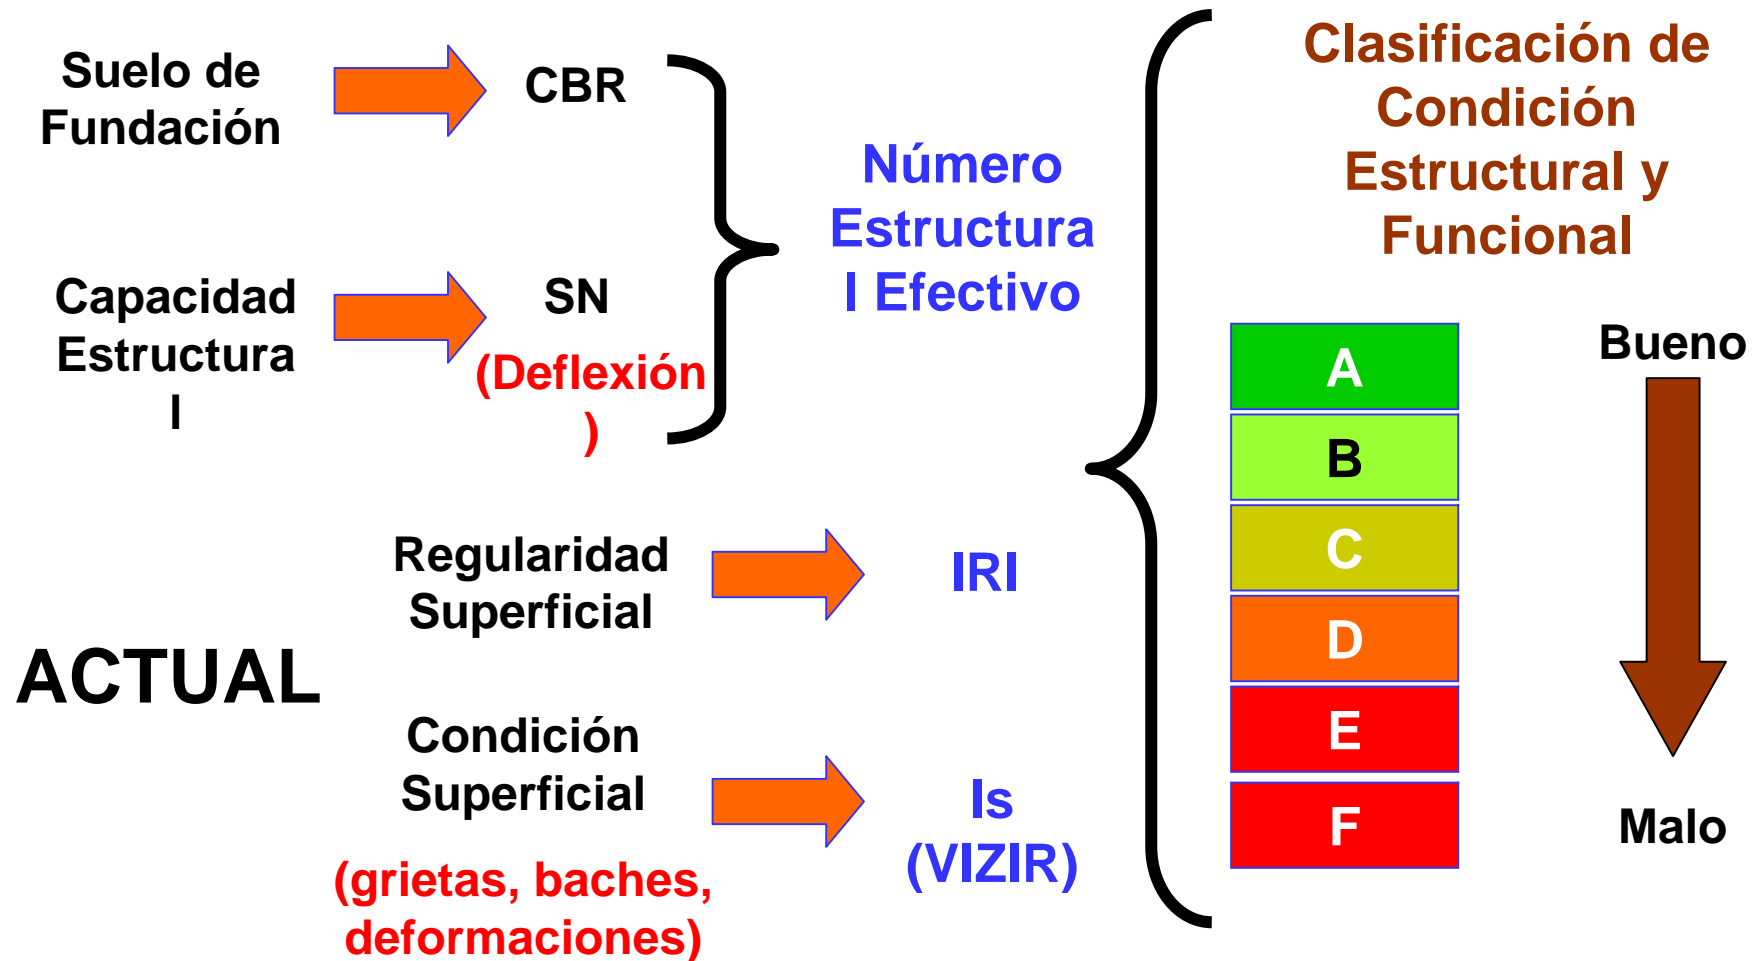 Suelo de
Fundación
CBR
Capacidad
Estructura
l
SN
(Deflexión
)
Número
Estructura
l Efectivo
Regularidad
Superficial
IRI
ACTUAL
Condición
Superficial
(grietas, baches,
deformaciones)
Is
(VIZIR)
Clasificación de
Condición
Estructural y
Funcional
A
B
C
D
E
F
Bueno
Malo